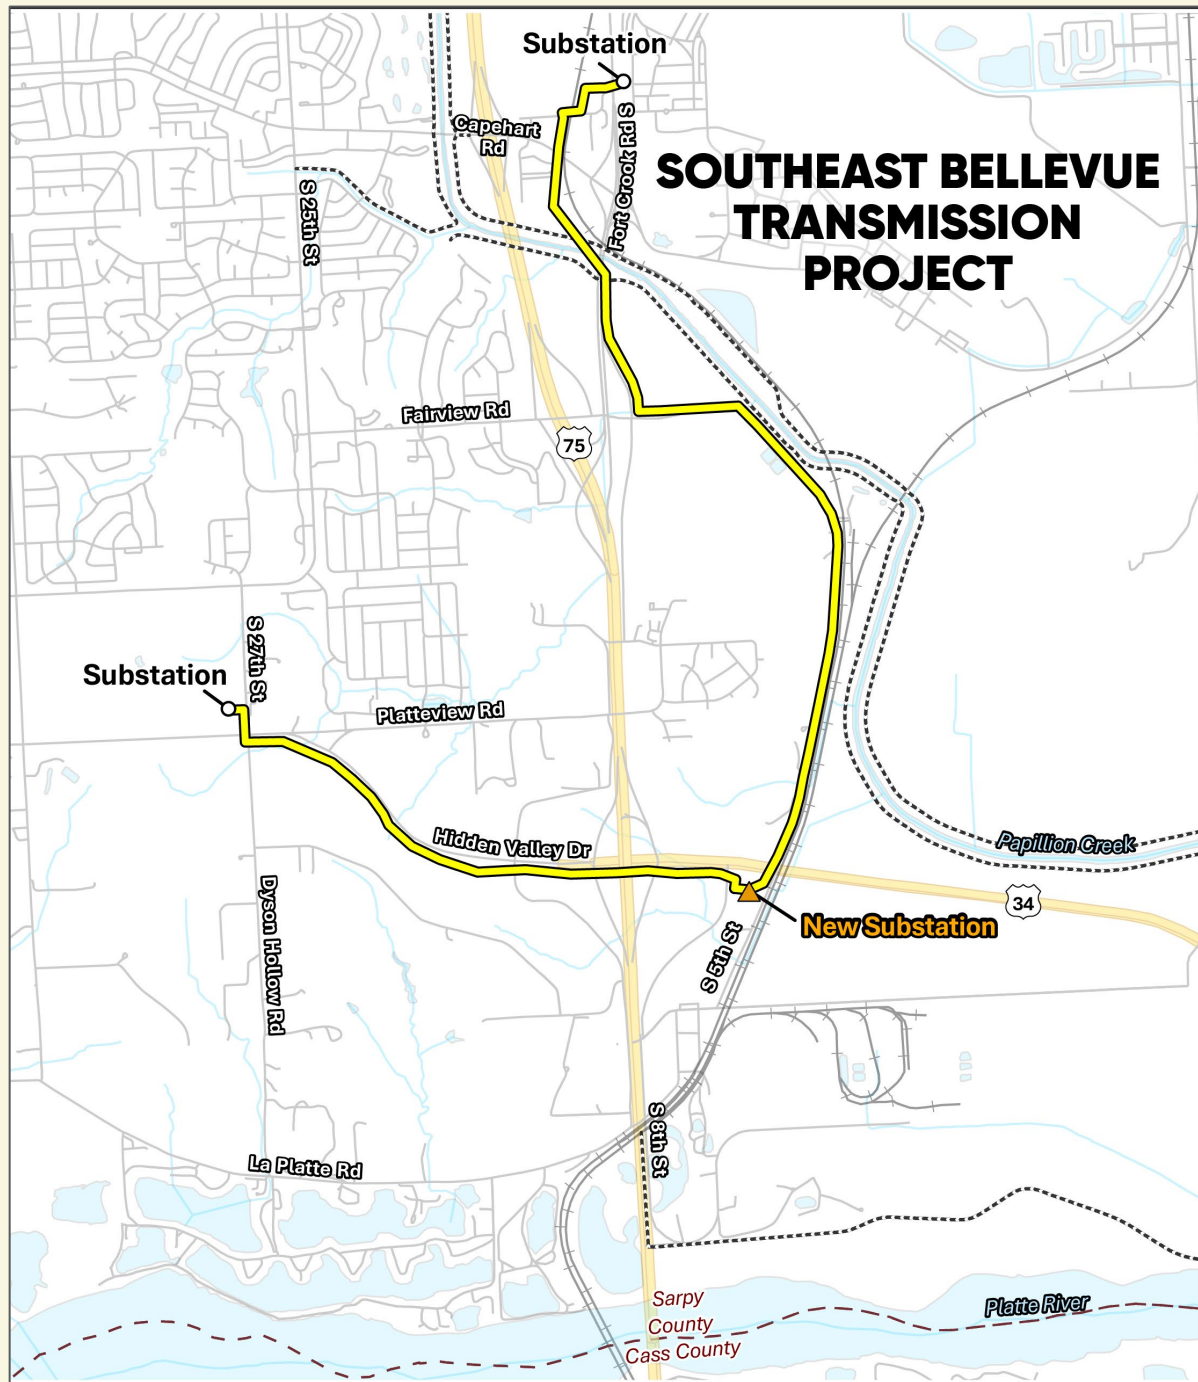 Substation
Capehart
Rd
Fort Crook Rd S
SOUTHEAST BELLEVUE
TRANSMISSION
PROJECT
S 25th St
Fairview Rd
75
S 27th St
Substation
Platteview Rd
Hidden Valley Dr
Papillion Creek
34
New Substation
S 5th St
Dyson Hollow Rd
S 8th St
La Platte Rd
Sarpy
County
Cass County
Platte River